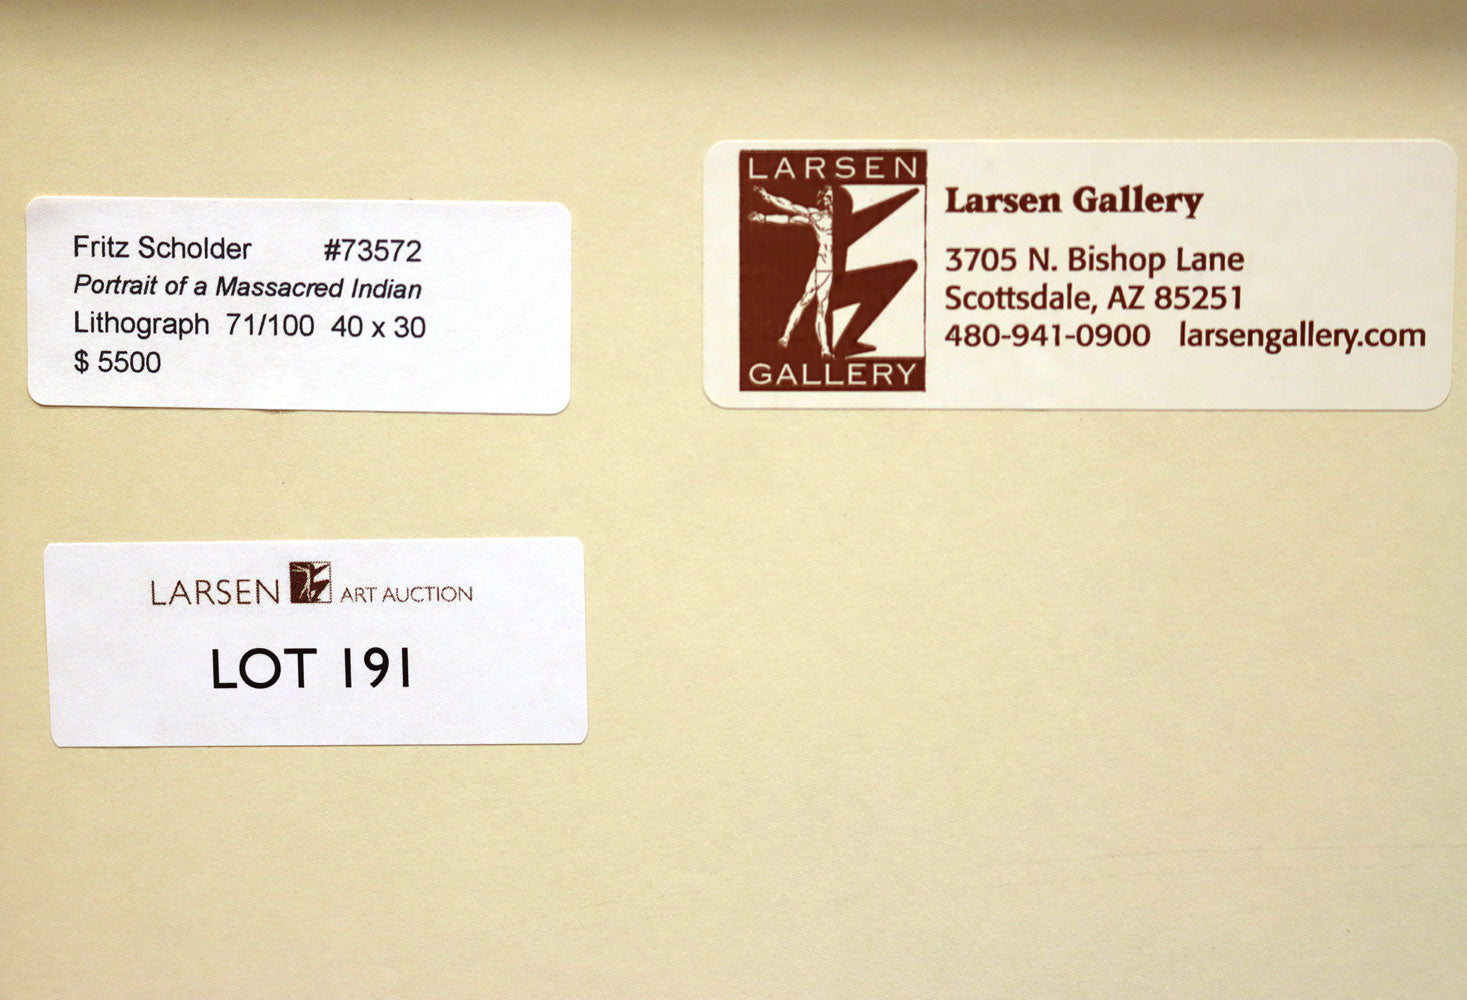 Fritz Scholder #73572
Portrait of a Massacred Indian
Lithograph 71/100 40 x 30
$ 5500
LARSEN
GALLERY
Larsen Gallery
3705 N. Bishop Lane
Scottsdale, AZ 85251
480-941-0900 larsengallery.com
LARSEN ART AUCTION
LOT 191